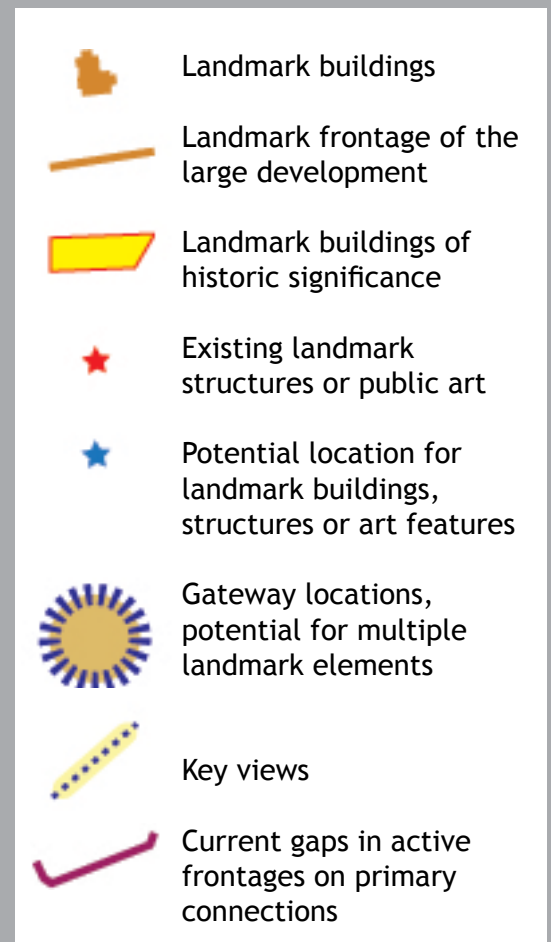 Landmark buildings
Landmark frontage of the
large development
Landmark buildings of
historic significance
Existing landmark
structures or public art
Potential location for
landmark buildings,
structures or art features
Gateway locations,
potential for multiple
landmark elements
Key views
Current gaps in active
frontages on primary
connections